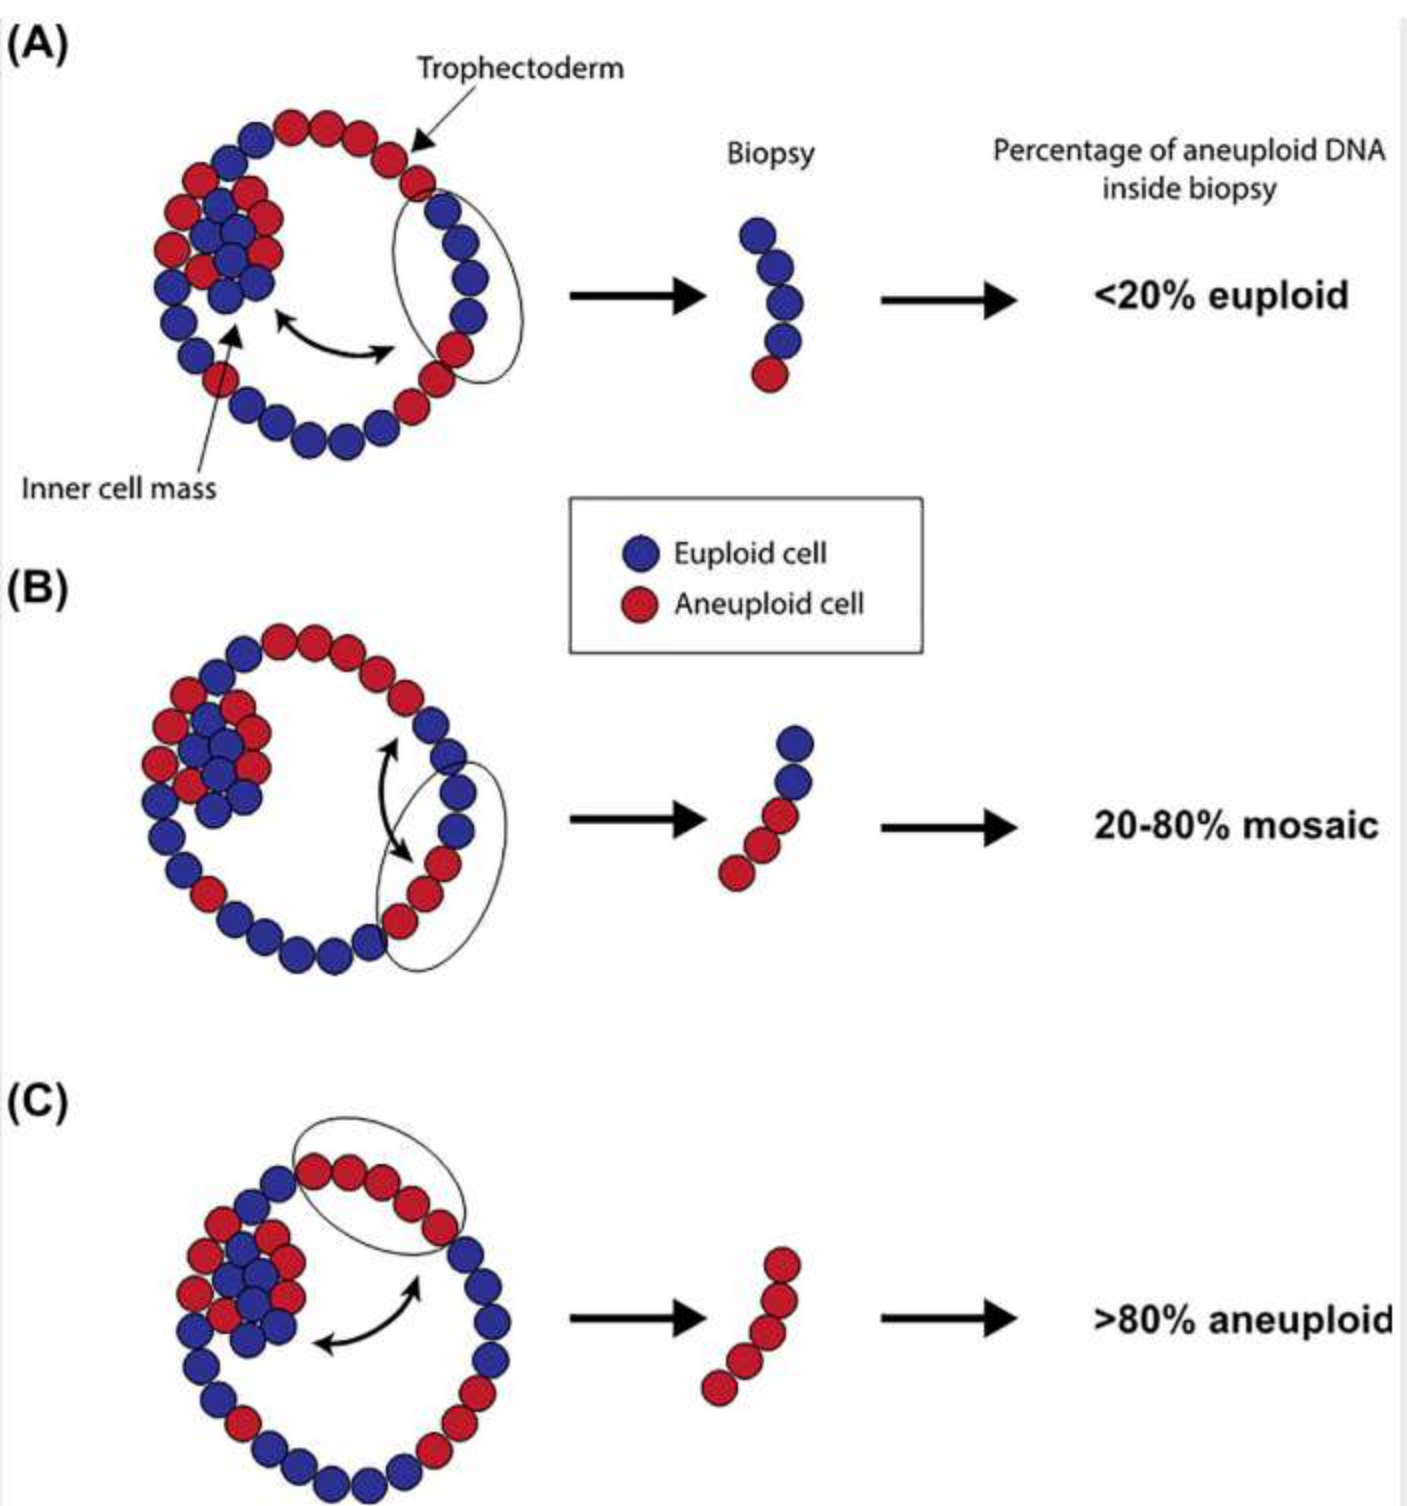 (A)
Trophectoderm
Biopsy
Percentage of aneuploid DNA
inside biopsy
<20% euploid
Inner cell mass
Euploid cell
Aneuploid cell
(B)
20-80% mosaic
(C)
>80% aneuploid